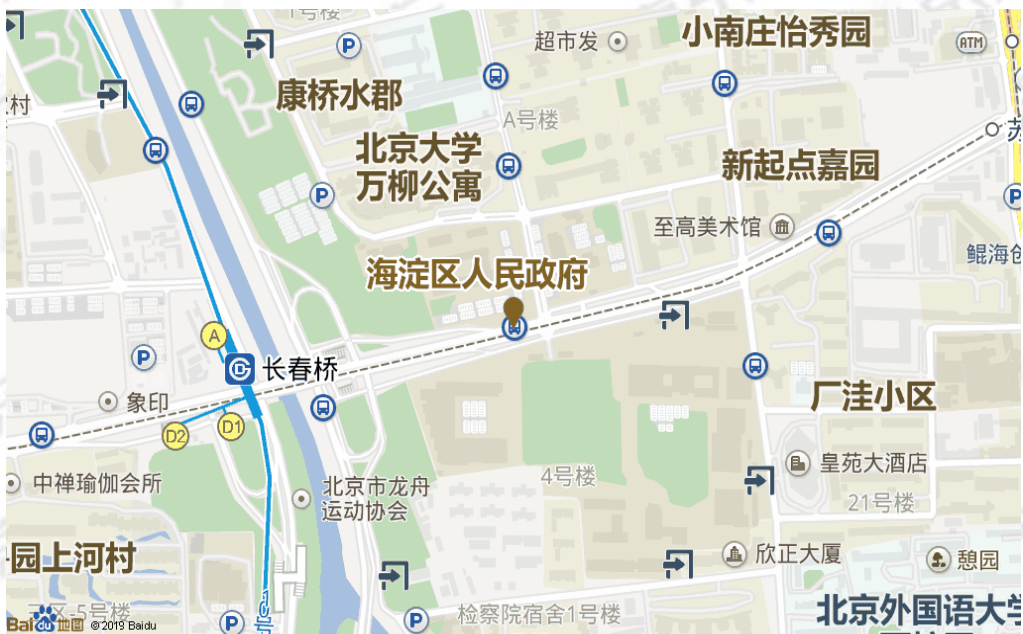 1号楼
超市发
小南庄怡秀园
ATM
P
康桥水郡
A号楼
北京大学
万柳公寓
新起点嘉园
P
P
至高美术馆
海淀区人民政府
A
长春桥
P
象印
D1
D2
厂洼小区
中禅瑜伽会所
北京市龙舟
运动协会
4号楼
皇苑大酒店
21号楼
园上河村
欣正大厦
憩园
5号楼
P
P
检察院宿舍1号楼
北京外国语大学
Bai du 地图 © 2019 Baidu